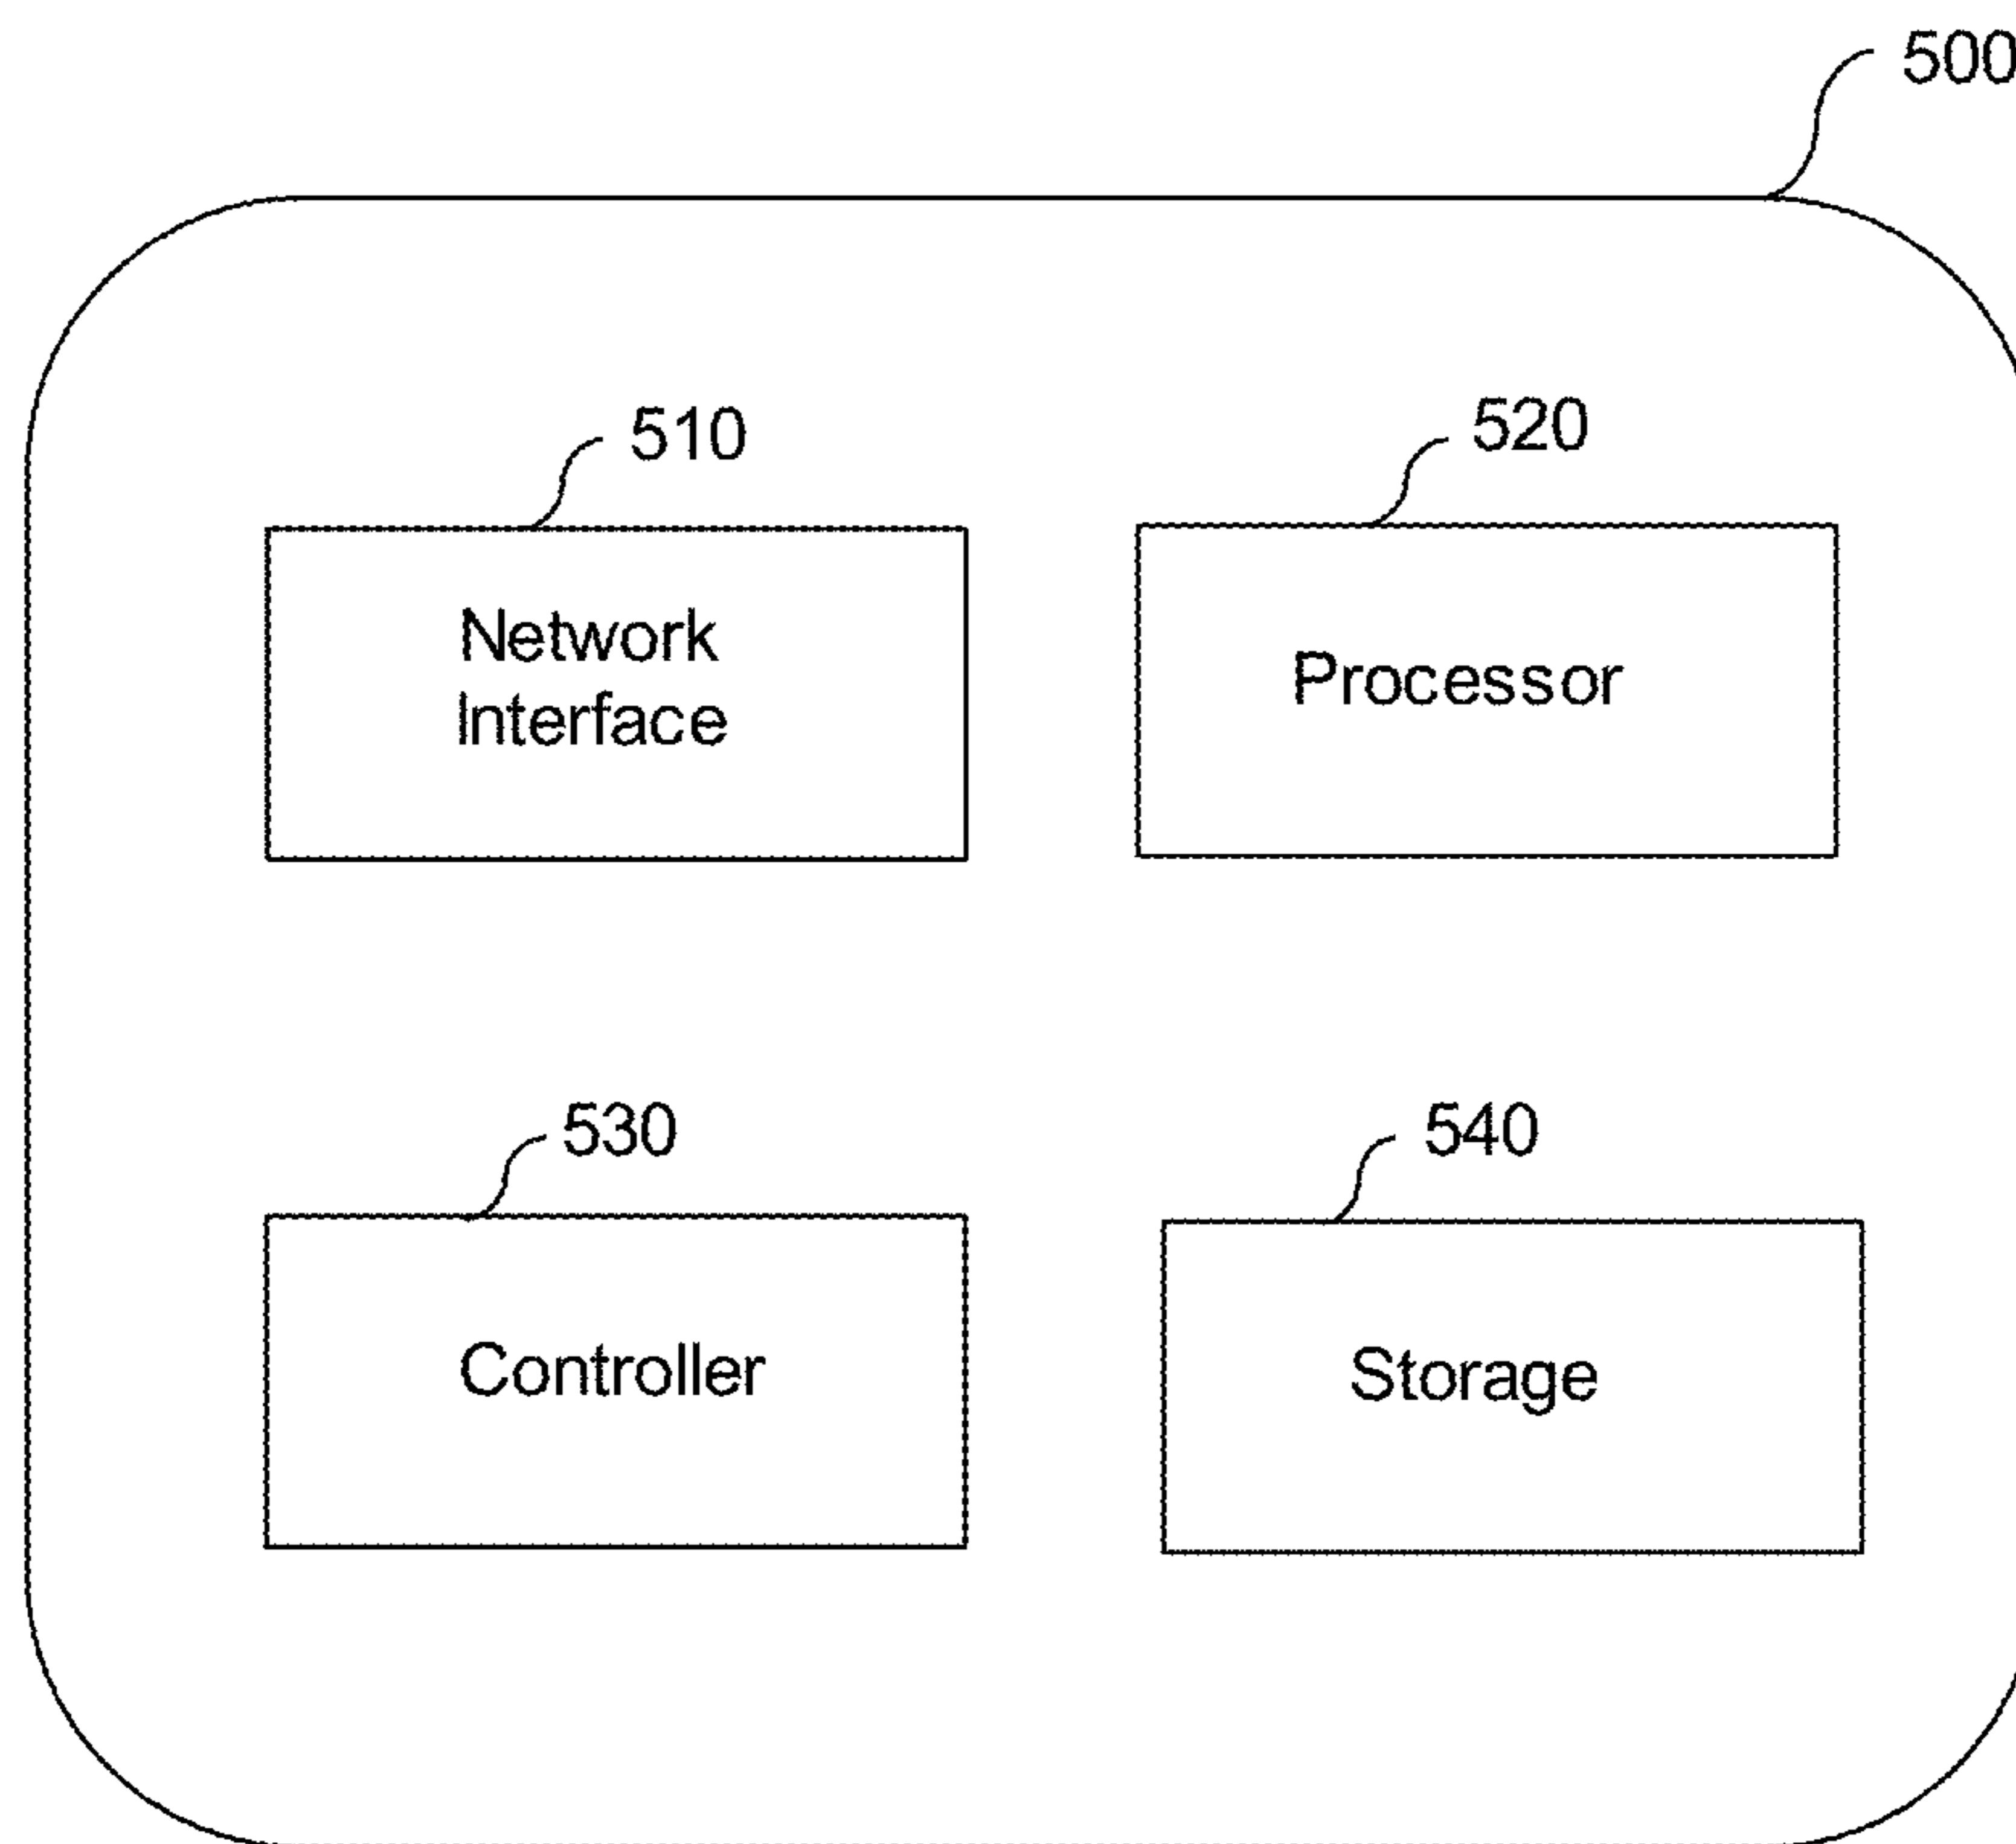 500
510
520
Network
Interface
Processor
530
540
Controller
Storage